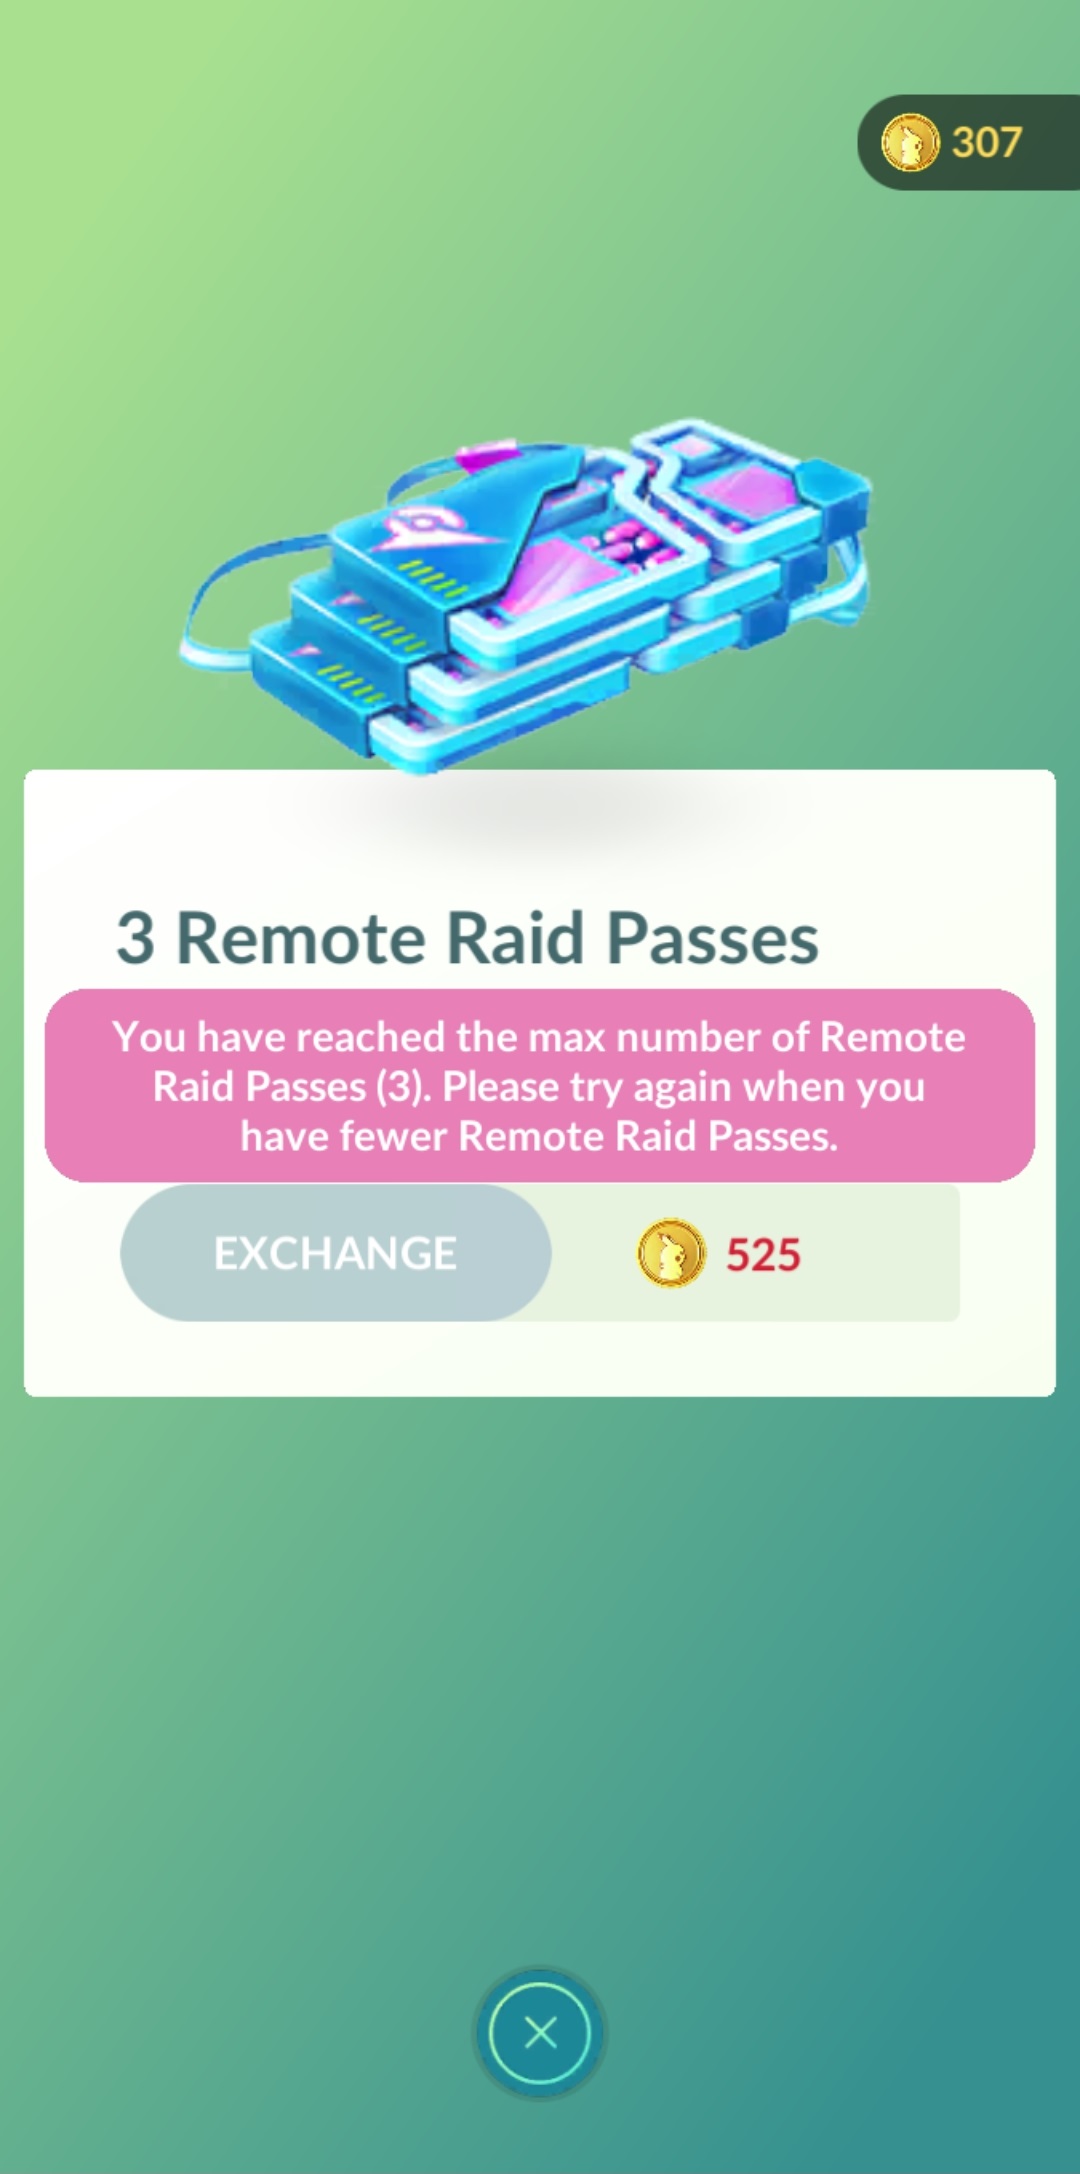 307
3 Remote Raid Passes
You have reached the max number of Remote
Raid Passes (3). Please try again when you
have fewer Remote Raid Passes.
EXCHANGE
525